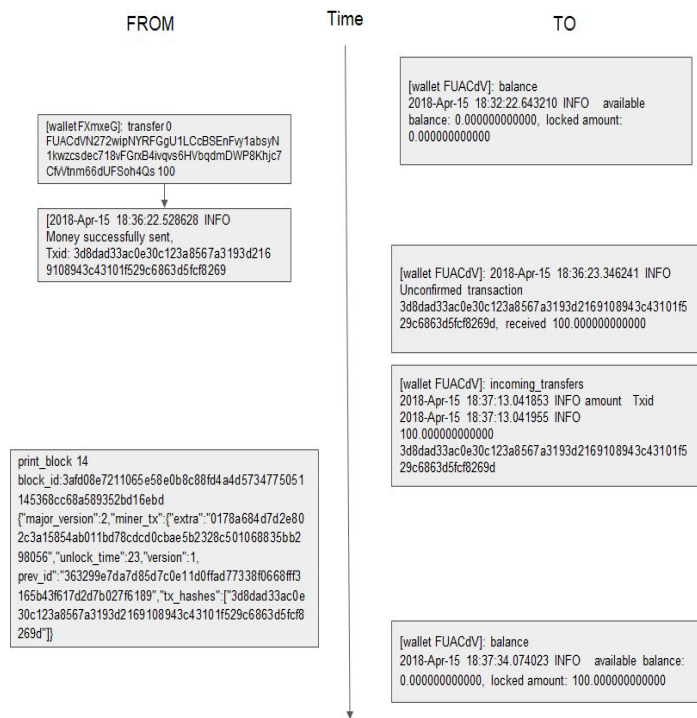 FROM
Time
TO
[wallet FUACdV]: balance
2018-Apr-15 18:32:22.643210 INFO available
balance: 0.000000000000, locked amount:
0.000000000000
[walletFXmxeG]: transfer 0
FUACdVN272wipNYRFGgU1LCcBSEnFvy1absyN
1kwzcsdec718vFGrxB4ivqvs6HVbqdmDWP8Khjc7
CfVVtnm66dUFSoh4Qs 100
[2018-Apr-15 18:36:22.528628 INFO
Money successfully sent,
Txid: 3d8dad33ac0e30c123a8567a3193d216
9108943c43101f529c6863d5fcf8269
[wallet FUACdV]: 2018-Apr-15 18:36:23.346241 INFO
Unconfirmed transaction
3d8dad33ac0e30c123a8567a3193d2169108943c43101f5
29c6863d5fcf8269d, received 100.000000000000
[wallet FUACdV]: incoming_transfers
2018-Apr-15 18:37:13.041853 INFO amount Txid
2018-Apr-15 18:37:13.041955 INFO
100.000000000000
3d8dad33ac0e30c123a8567a3193d2169108943c43101f5
29c6863d5fcf8269d
print_block 14
block_id:3afd08e7211065e58e0b8c88fd4a4d5734775051
145368cc68a589352bd16ebd
{"major_version":2,"miner_tx":{"extra":"0178a684d7d2e80
2c3a15854ab011bd78cdcd0cbae5b2328c501068835bb2
98056","unlock_time":23,"version":1,
prev_id":"363299e7da7d85d7c0e11d0ffad77338f0668fff3
165b43f617d2d7b027f6189","tx_hashes":["3d8dad33ac0e
30c123a8567a3193d2169108943c43101f529c6863d5fcf8
269d"]}
[wallet FUACdV]: balance
2018-Apr-15 18:37:34.074023 INFO available balance:
0.000000000000, locked amount: 100.000000000000